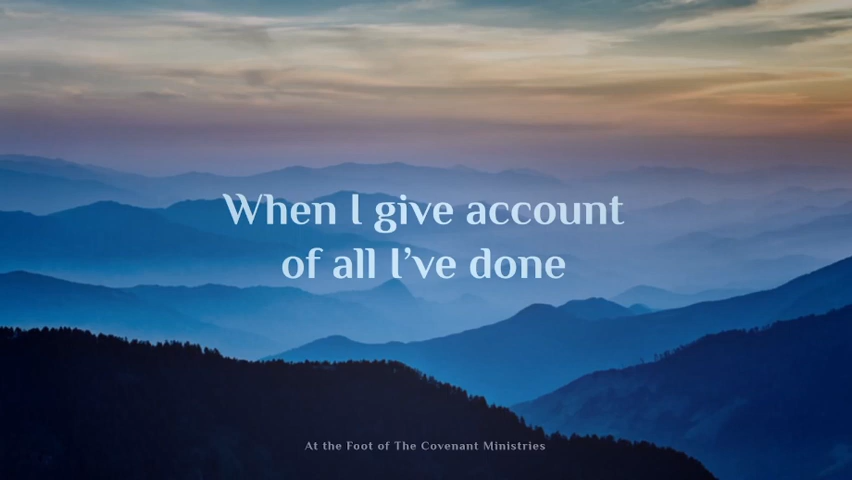 When I give account
of all I’ve done
At the Foot of The Covenant Ministries